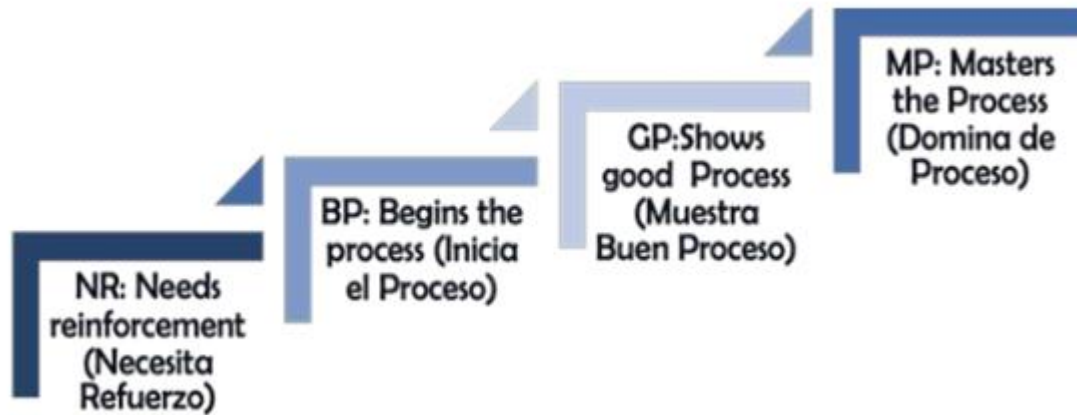 NR: Needs
reinforcement
(Necesita
Refuerzo)
BP: Begins the
process (Inicia
el Proceso)
GP:Shows
good Process
(Muestra
Buen Proceso)
MP: Masters
the Process
(Domina de
Proceso)